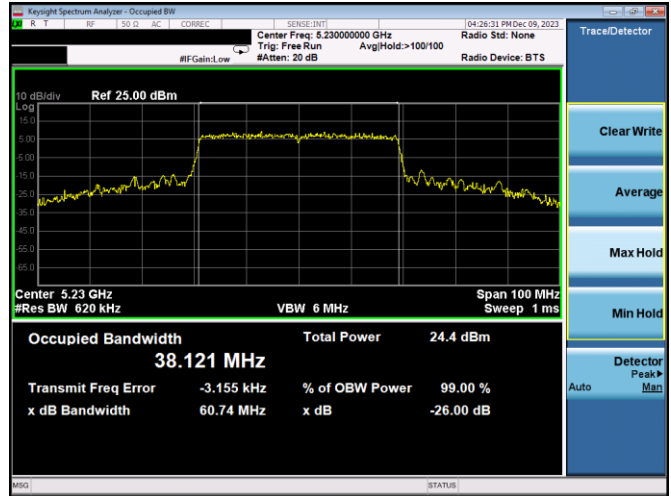 Keysight Spectrum Analyzer - Occupied BW
LXI R T RF 50 Ω AC CORREC SENSE:INT 04:26:31 PM Dec 09, 2023
Center Freq: 5.230000000 GHz Radio Std: None
Trig: Free Run Avg|Hold:>100/100
#IFGain:Low #Atten: 20 dB Radio Device: BTS
Trace/Detector
10 dB/div Ref 25.00 dBm
Log
15.0
5.00
-5.00
-15.0
-25.0
-35.0
-45.0
-55.0
-65.0
Center 5.23 GHz Span 100 MHz
#Res BW 620 kHz VBW 6 MHz Sweep 1 ms
Occupied Bandwidth Total Power 24.4 dBm
38.121 MHz
Transmit Freq Error -3.155 kHz % of OBW Power 99.00 %
x dB Bandwidth 60.74 MHz x dB -26.00 dB
Clear Write
Average
Max Hold
Min Hold
Detector
Peak▶
Auto Man
MSG STATUS